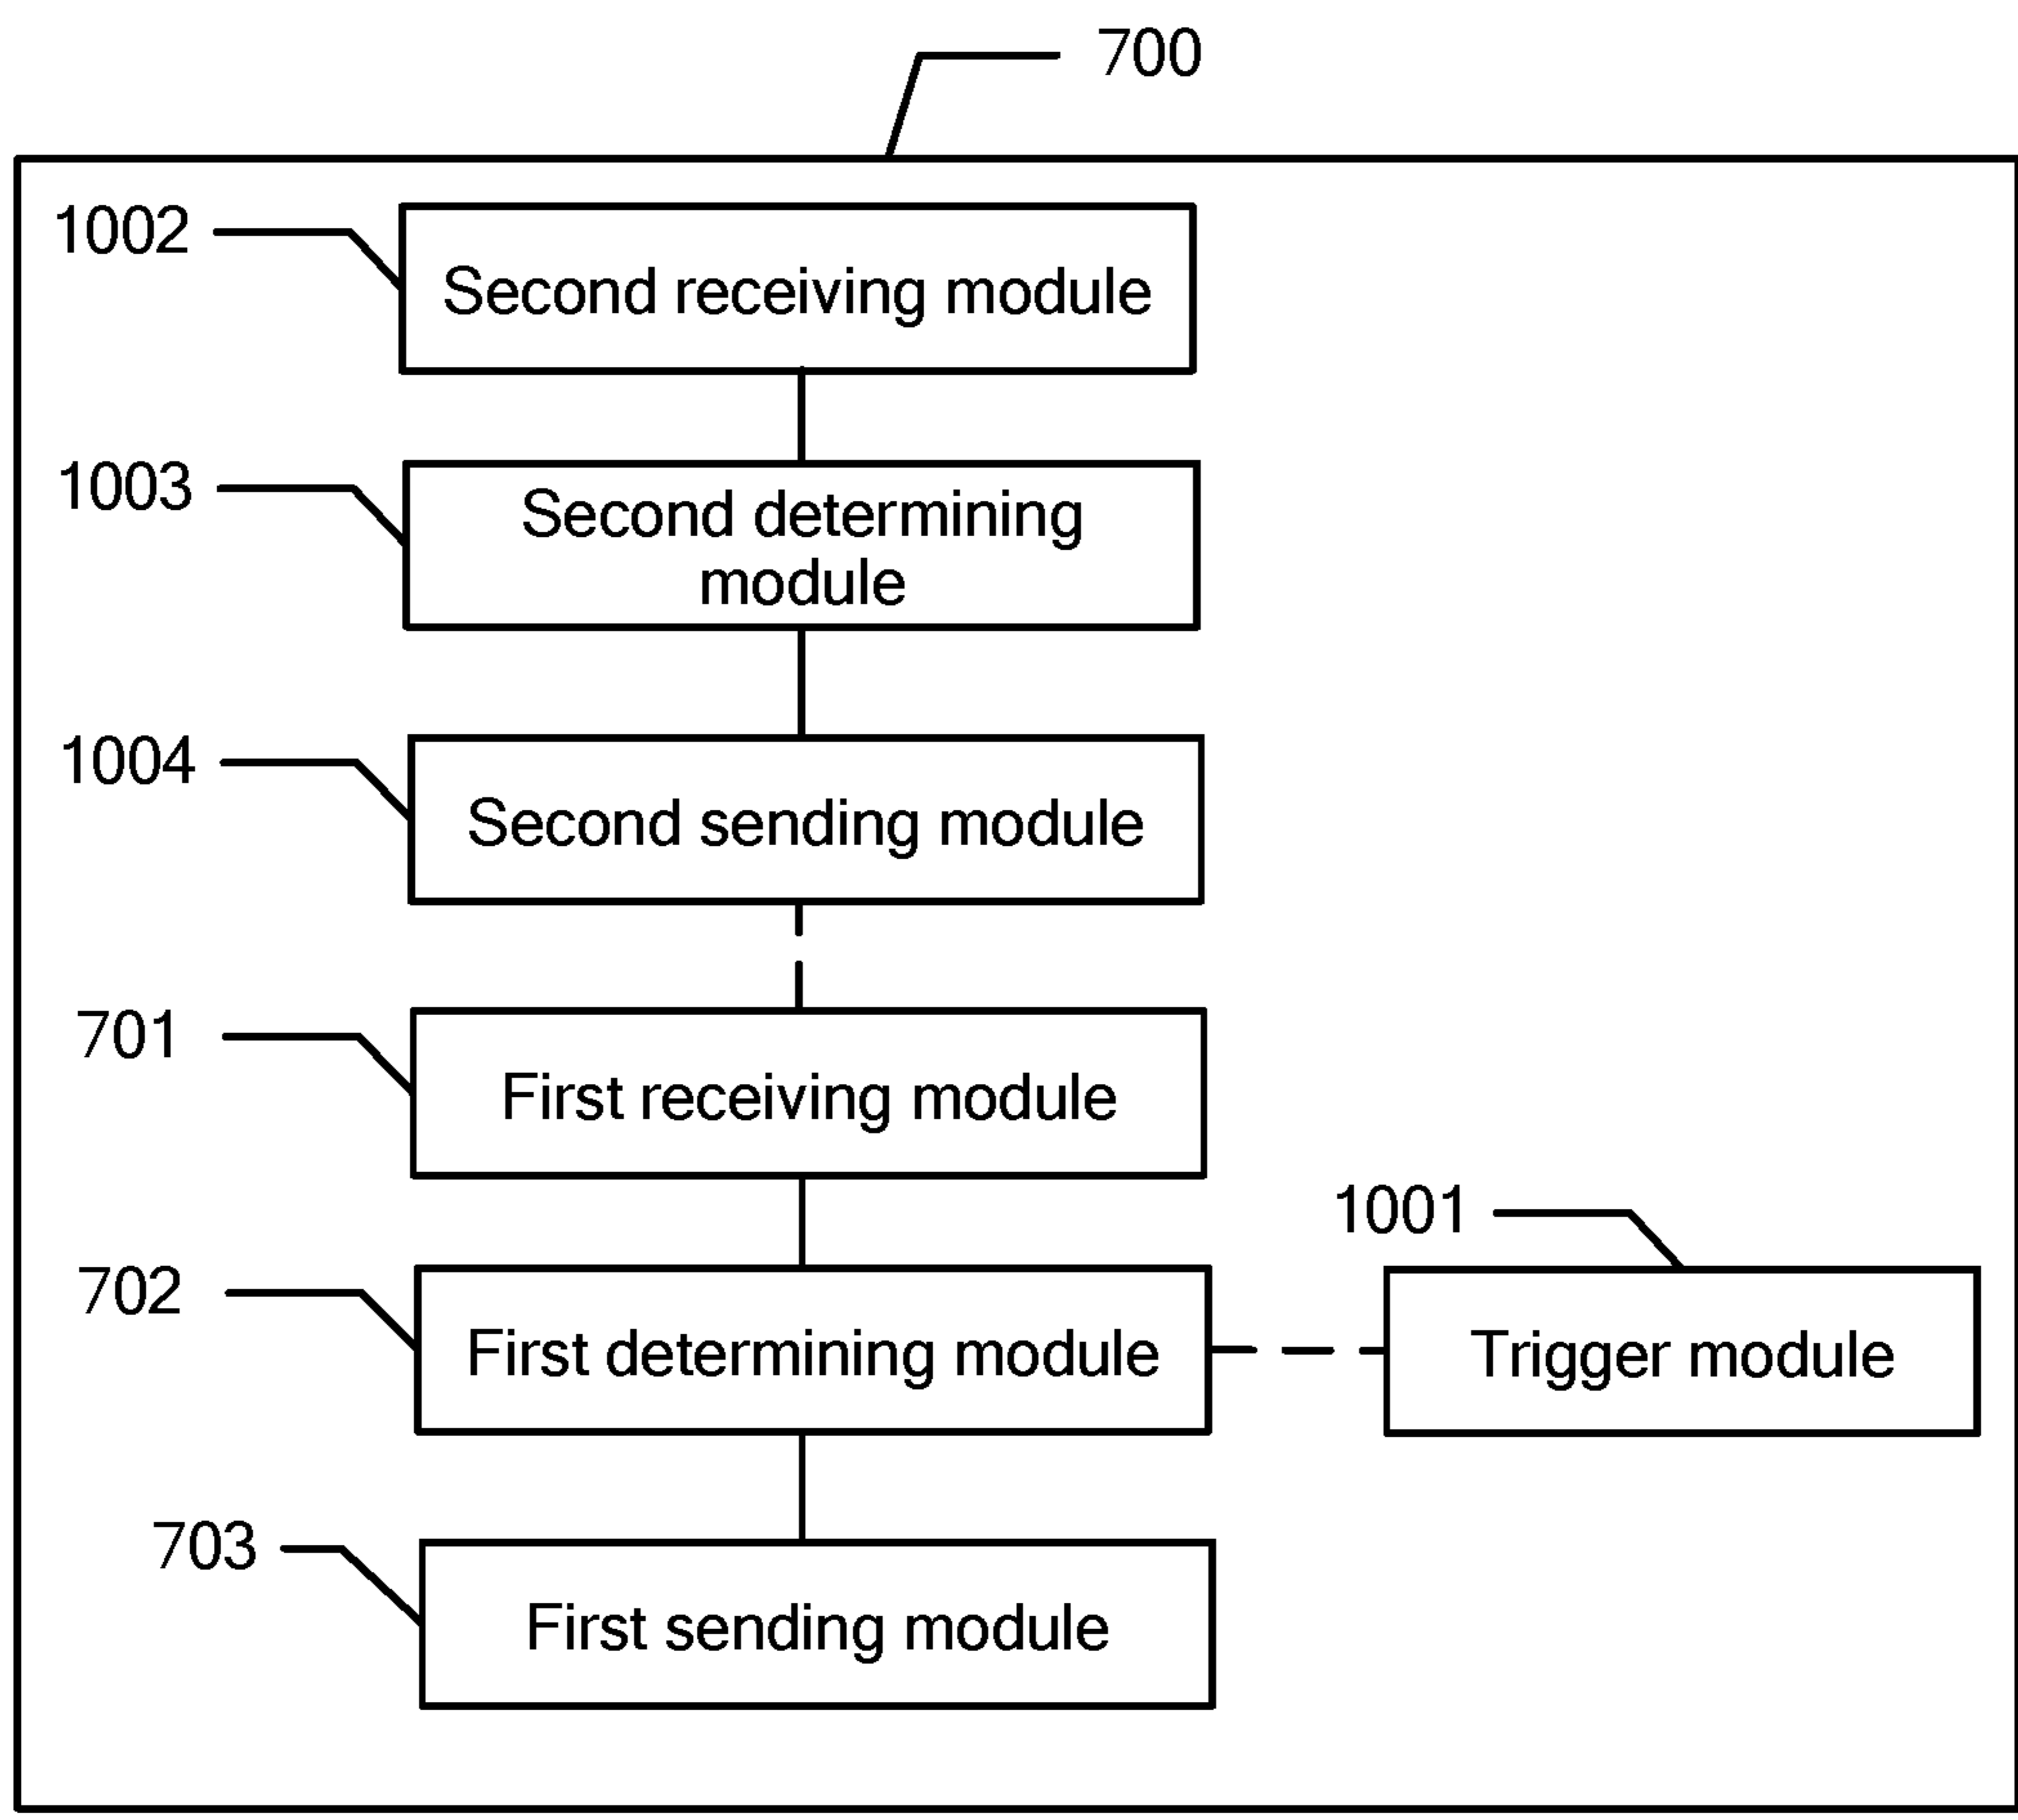 700
1002
Second receiving module
1003
Second determining
module
1004
Second sending module
701
First receiving module
1001
702
First determining module
Trigger module
703
First sending module